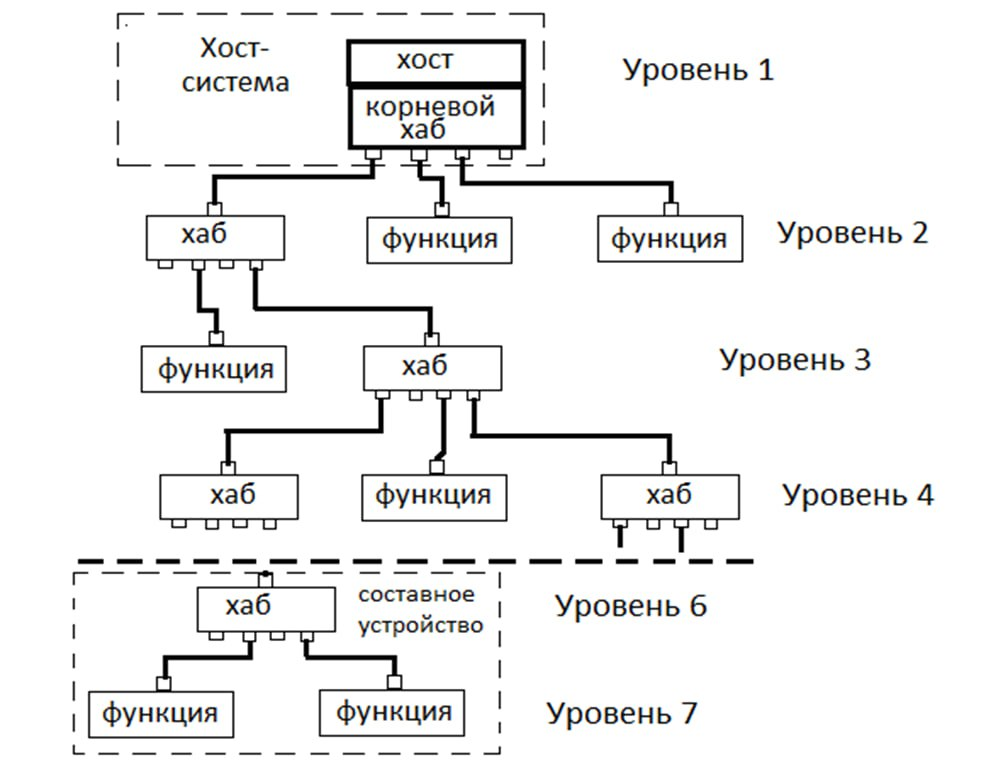 Хост-
система
хост
корневой
хаб
Уровень 1
хаб
функция
функция
Уровень 2
функция
хаб
Уровень 3
хаб
функция
хаб
Уровень 4
хаб
составное
устройство
Уровень 6
функция
функция
Уровень 7